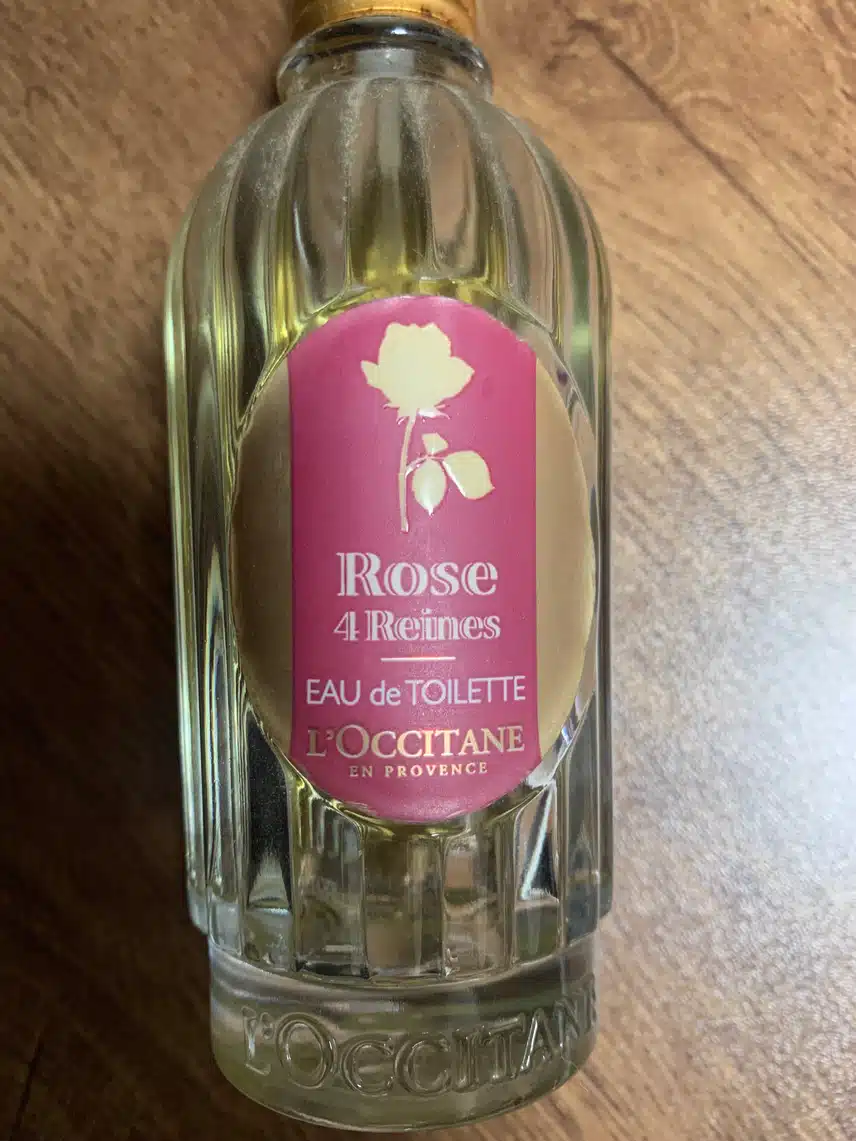 Rose
4 Reines
EAU de TOILETTE
L'OCCITANE
EN PROVENCE
L'OCCITANE